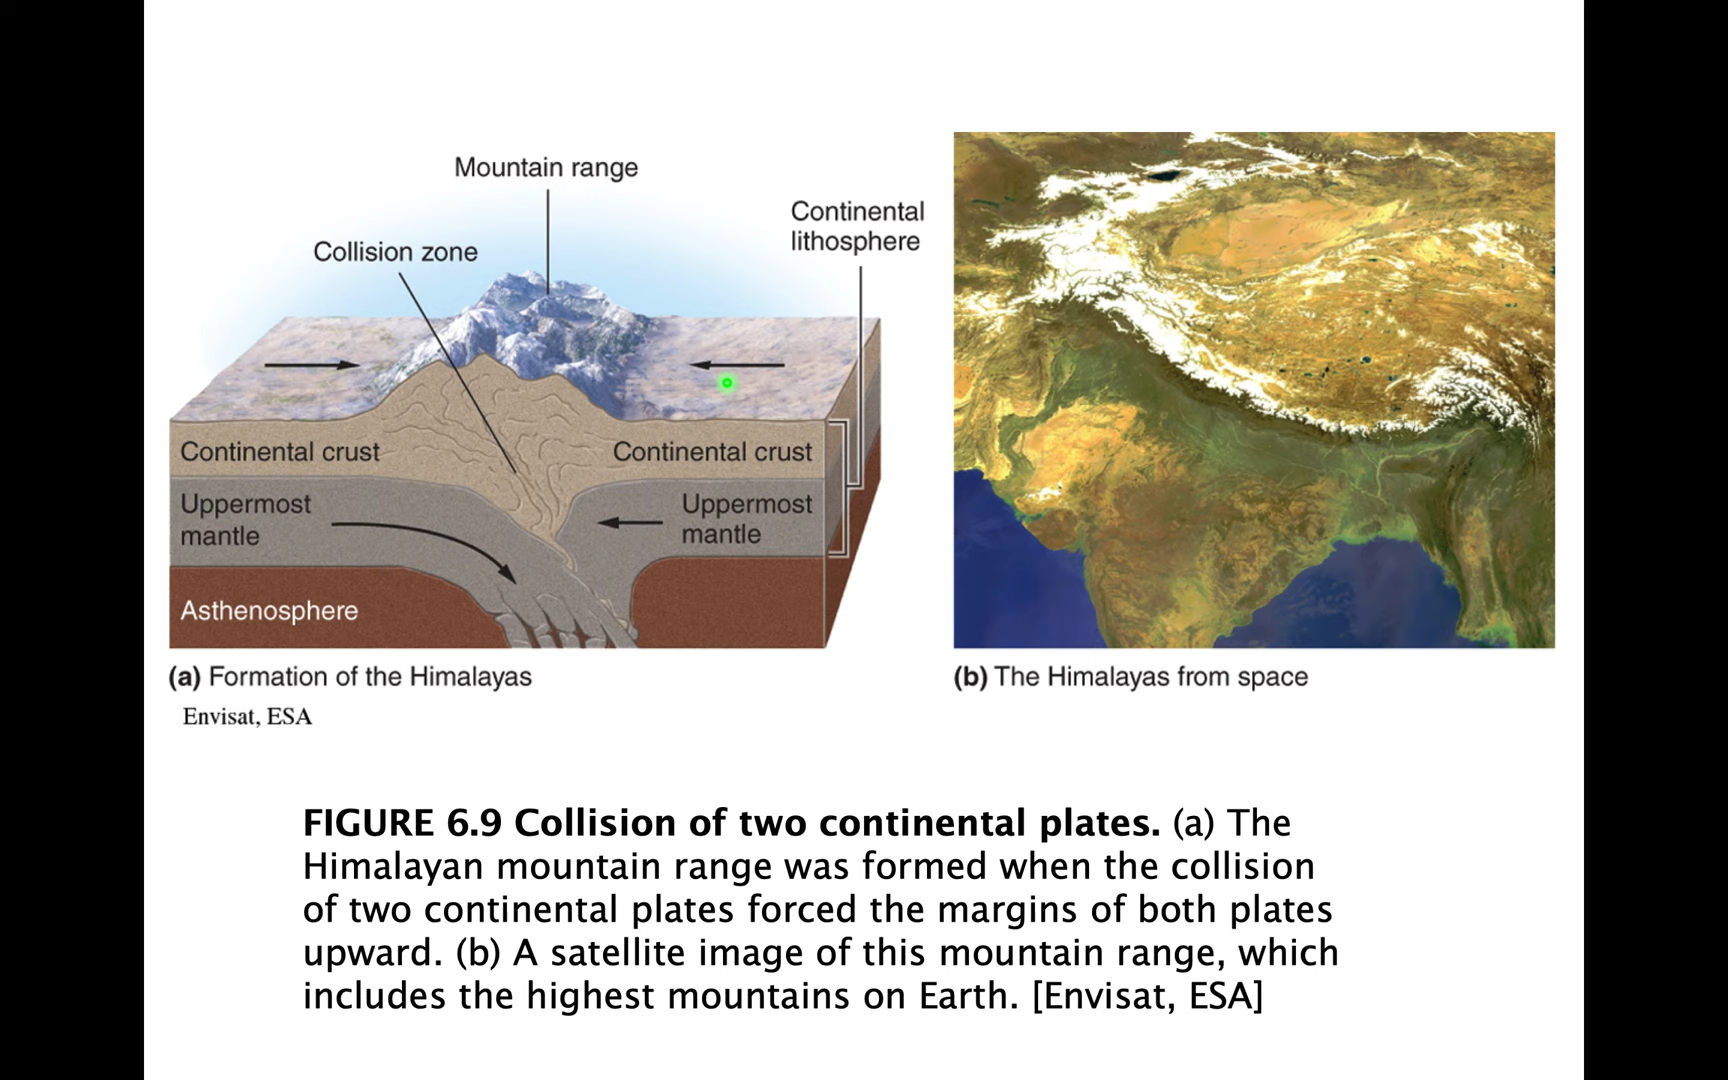 Mountain range
Continental
lithosphere
Collision zone
Continental crust
Continental crust
Uppermost
mantle
Uppermost
mantle
Asthenosphere
(a) Formation of the Himalayas
Envisat, ESA
(b) The Himalayas from space
FIGURE 6.9 Collision of two continental plates. (a) The
Himalayan mountain range was formed when the collision
of two continental plates forced the margins of both plates
upward. (b) A satellite image of this mountain range, which
includes the highest mountains on Earth. [Envisat, ESA]